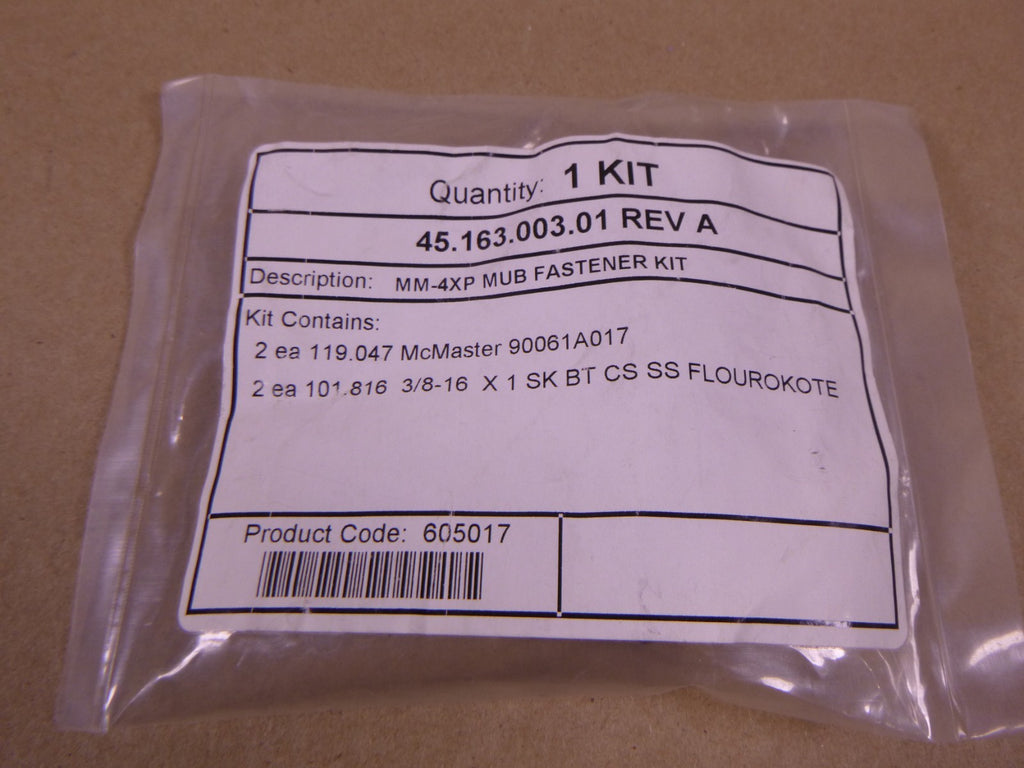 Quantity: 1 KIT
45.163.003.01 REV A
Description: MM-4XP MUB FASTENER KIT
Kit Contains:
2 ea 119.047 McMaster 90061A017
2 ea 101.816 3/8-16 X 1 SK BT CS SS FLOUROKOTE
Product Code: 605017